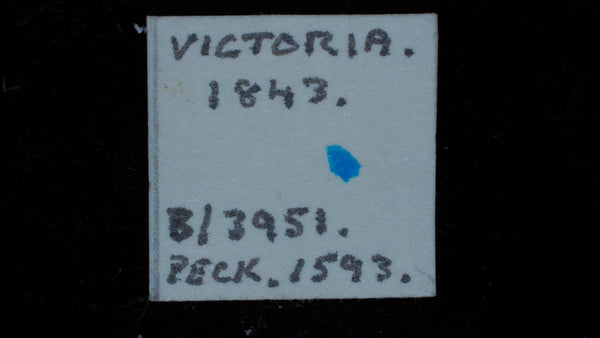 VICTORIA.
1843.
B/3951.
PECK. 1593.